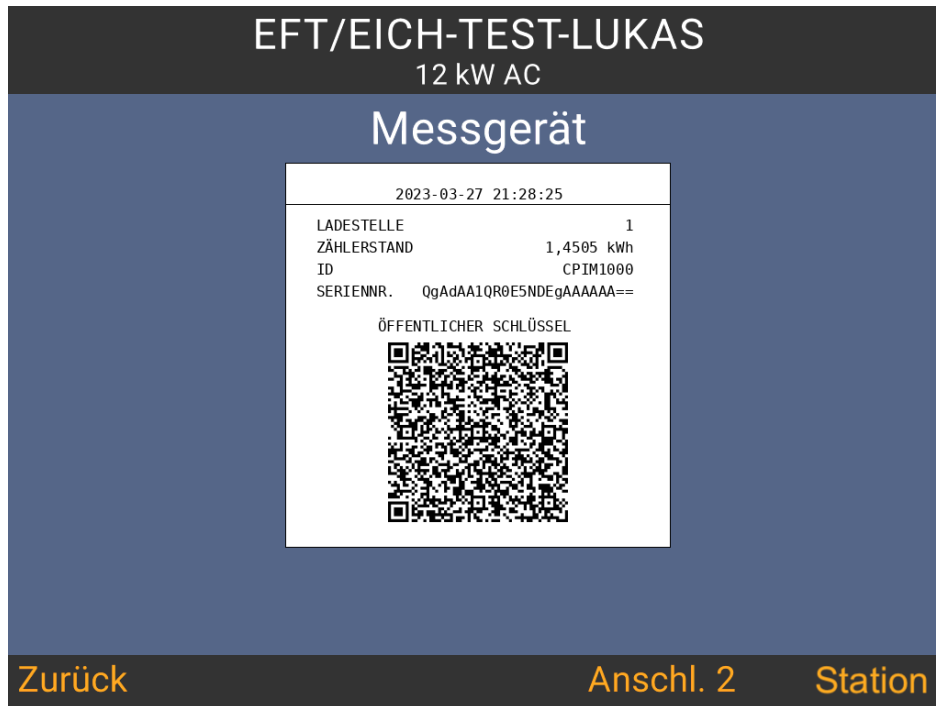 EFT/EICH-TEST-LUKAS
12 kW AC
Messgerät
2023-03-27 21:28:25
LADESTELLE 1
ZÄHLERSTAND 1,4505 kWh
ID CPIM1000
SERIENNR. QgAdAA1QR0E5NDEgAAAAAA==
ÖFFENTLICHER SCHLÜSSEL
Zurück Anschl. 2 Station